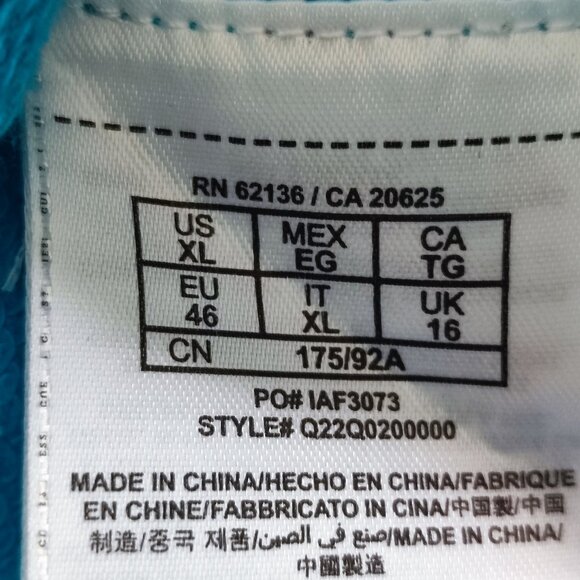 RN 62136 / CA 20625
US XL MEX EG CA TG
EU 46 IT XL UK 16
CN 175/92A
PO# IAF3073
STYLE# Q22Q0200000
MADE IN CHINA/HECHO EN CHINA/FABRIQUE
EN CHINE/FABBRICATO IN CINA/中国製/中国
制造/중국 제품/صنع في الصين/MADE IN CHINA/
中國製造